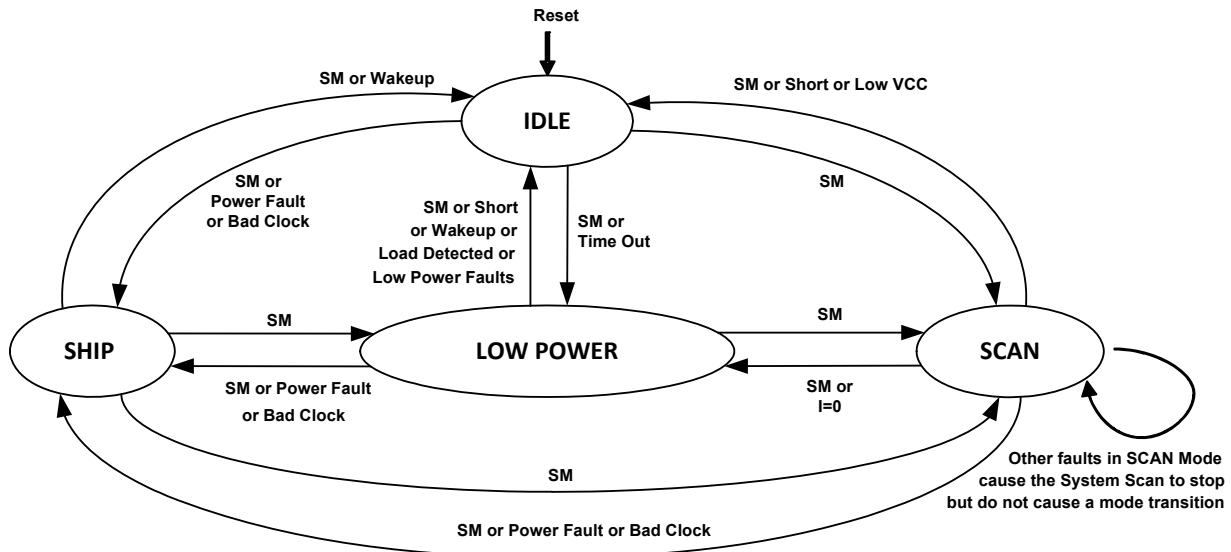 Reset
SM or Wakeup
SM or Short or Low VCC
IDLE
SM or
Power Fault
or Bad Clock
SM or Short
or Wakeup or
Load Detected or
Low Power Faults
SM or
Time Out
SM
SM
SM
SHIP
LOW POWER
SCAN
SM or Power Fault
or Bad Clock
SM or
I=0
Other faults in SCAN Mode
cause the System Scan to stop
but do not cause a mode transition
SM
SM or Power Fault or Bad Clock